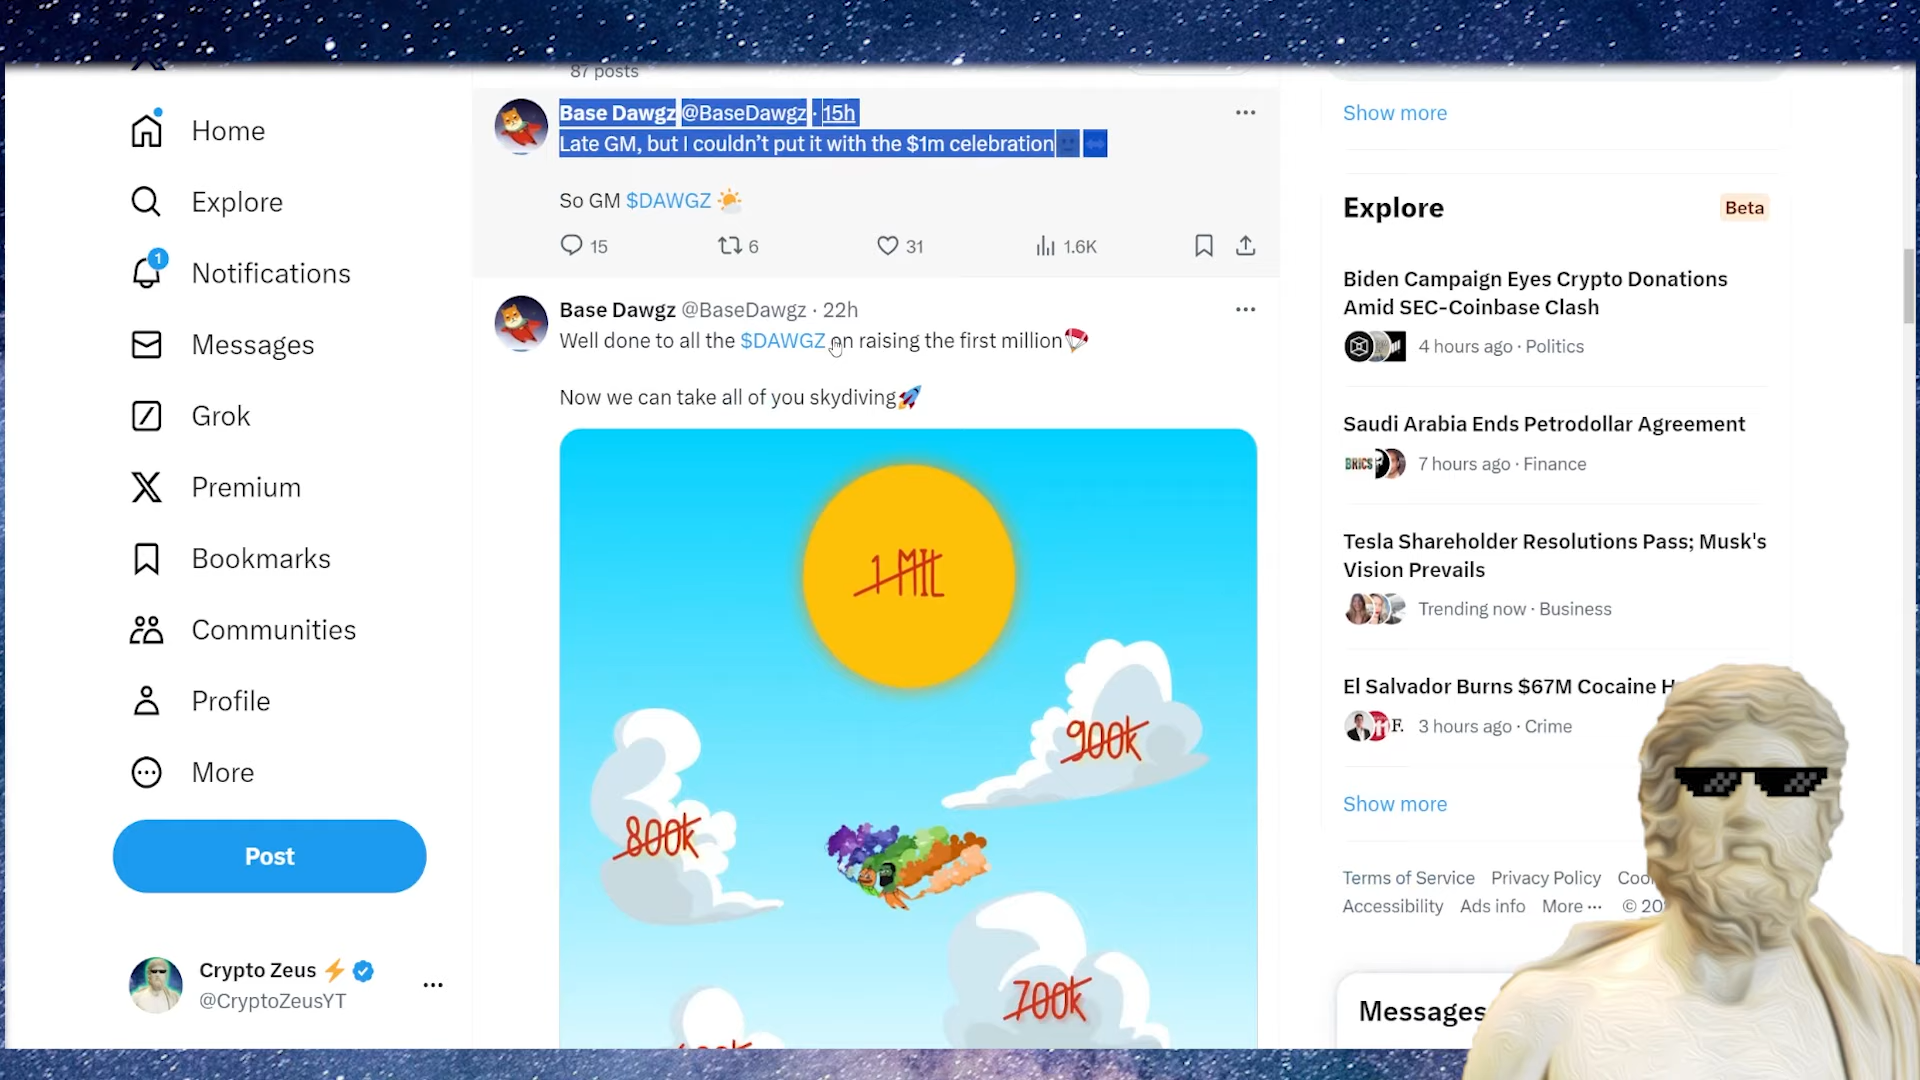 87 posts
Home
Explore
1
Notifications
Messages
Grok
Premium
Bookmarks
Communities
Profile
More
Post
Crypto Zeus
@CryptoZeusYT
Base Dawgz @BaseDawgz · 15h
Late GM, but I couldn’t put it with the $1m celebration
So GM $DAWGZ
15 6 31 1.6K
Base Dawgz @BaseDawgz · 22h
Well done to all the $DAWGZ on raising the first million
Now we can take all of you skydiving
1 MIL
900k
800k
700k
Show more
Explore Beta
Biden Campaign Eyes Crypto Donations
Amid SEC-Coinbase Clash
4 hours ago · Politics
Saudi Arabia Ends Petrodollar Agreement
BRICS 7 hours ago · Finance
Tesla Shareholder Resolutions Pass; Musk's
Vision Prevails
Trending now · Business
El Salvador Burns $67M Cocaine
F. 3 hours ago · Crime
Show more
Terms of Service Privacy Policy
Accessibility Ads info More ··· ©
Messages